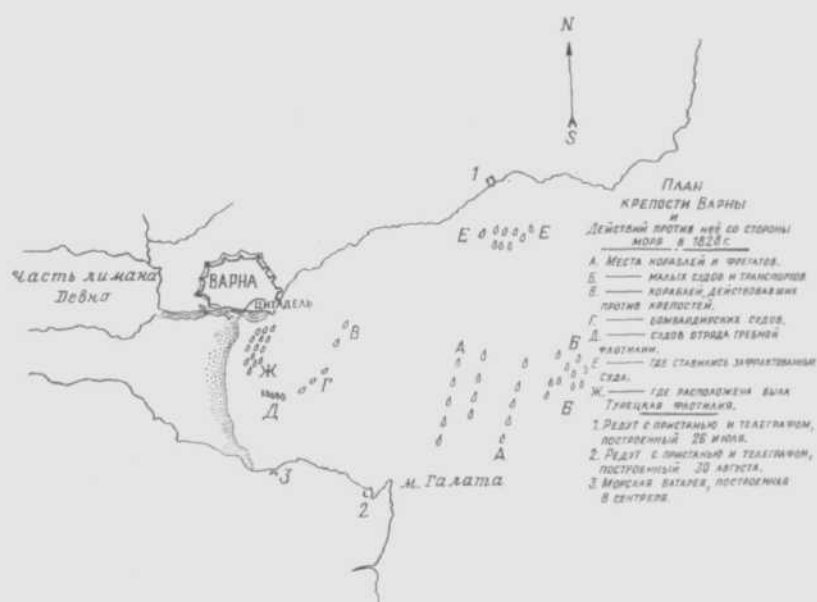 N
S
1
План
крепости Варны
и
Действий против неё со стороны
моря в 1828 г.
А. Места кораблей и фрегатов.
Б —— малых судов и транспортов
В —— кораблей, действовавших
против крепостей.
Г —— бомбардирских судов.
Д —— судов отряда гребной
флотилии.
Е —— где ставились зафрахтованные
суда.
Ж —— где расположена была
Турецкая флотилия.
1. Редут с пристанью и телеграфом,
построенный 26 июля.
2. Редут с пристанью и телеграфом,
построенный 30 августа.
3. Морская батарея, построенная
8 сентября.
Е Е
Часть лимана
Девно
ВАРНА
Цитадель
В
А
Б
Ж
Г
Д
Б
А
3
м. Галата
2